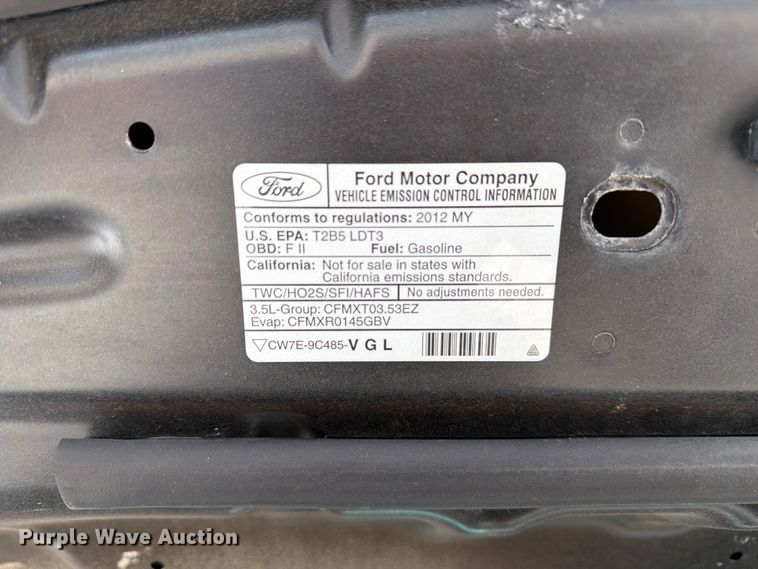 Ford
Ford Motor Company
VEHICLE EMISSION CONTROL INFORMATION
Conforms to regulations: 2012 MY
U.S. EPA: T2B5 LDT3
OBD: F II Fuel: Gasoline
California: Not for sale in states with
California emissions standards.
TWC/HO2S/SFI/HAFS No adjustments needed.
3.5L-Group: CFMXT03.53EZ
Evap: CFMXR0145GBV
CW7E-9C485-V G L
Purple Wave Auction